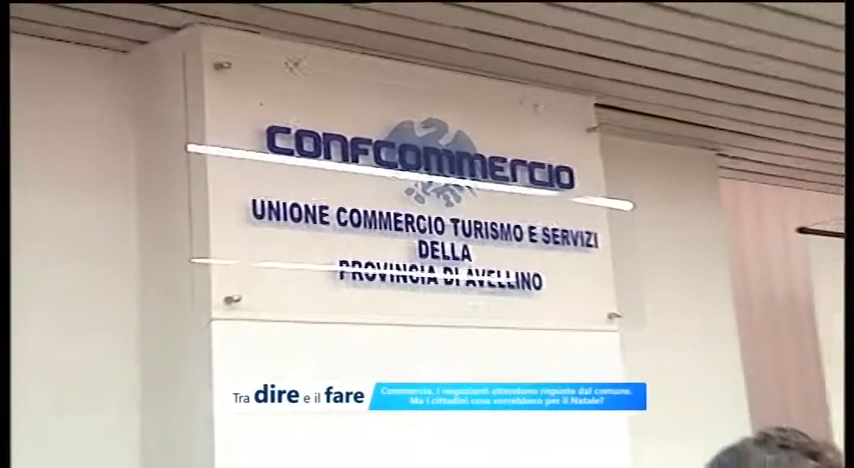 CONFCOMMERCIO
UNIONE COMMERCIO TURISMO E SERVIZI
DELLA
PROVINCIA DI AVELLINO
Tra dire e il fare
Commercio, i negozianti attendono risposte dal comune.
Ma i cittadini cosa vorrebbero per il Natale?